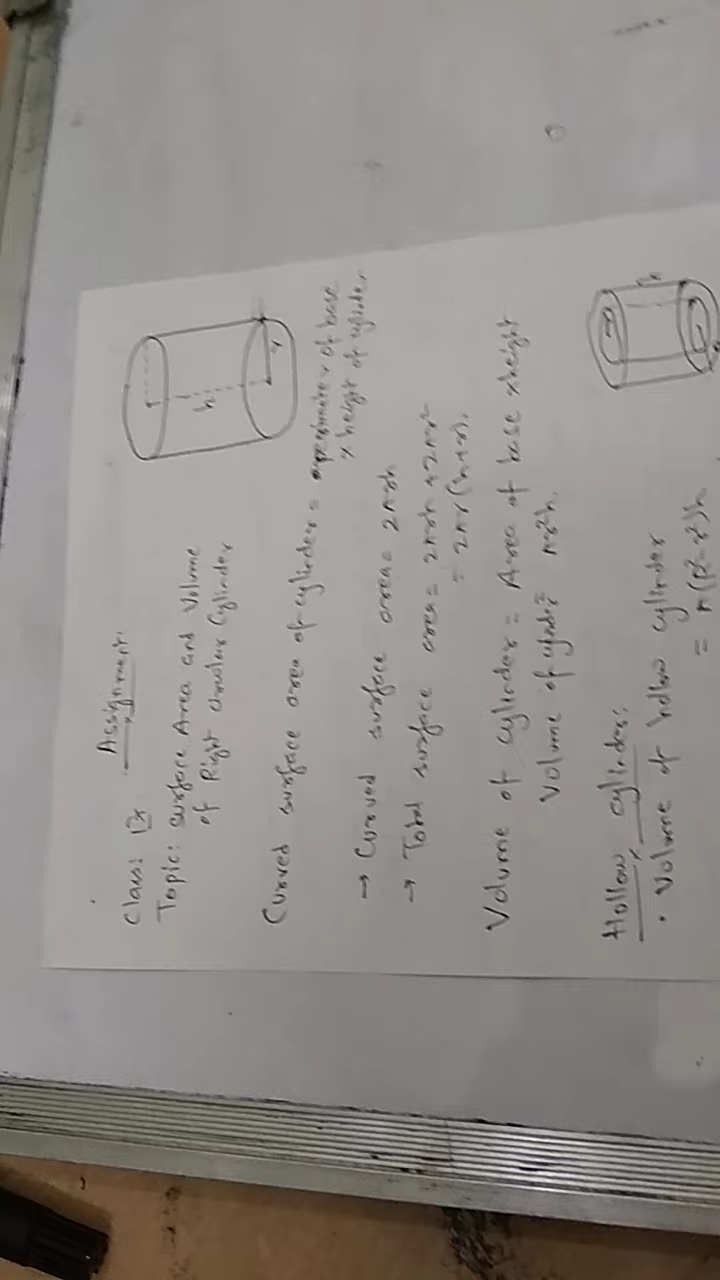 Assignment:
Class: IX
Topic: Surface Area and Volume
of Right circular Cylinder
h
r
Curved surface area of cylinder = perimeter of base
× height of cylinder
→ Curved surface area = 2πrh
→ Total surface area = 2πrh + 2πr²
= 2πr(h+r).
Volume of cylinder = Area of base × height
Volume of cylinder = πr²h.
Hollow cylinder:
h
• Volume of hollow cylinder
= π(R²-r²)h